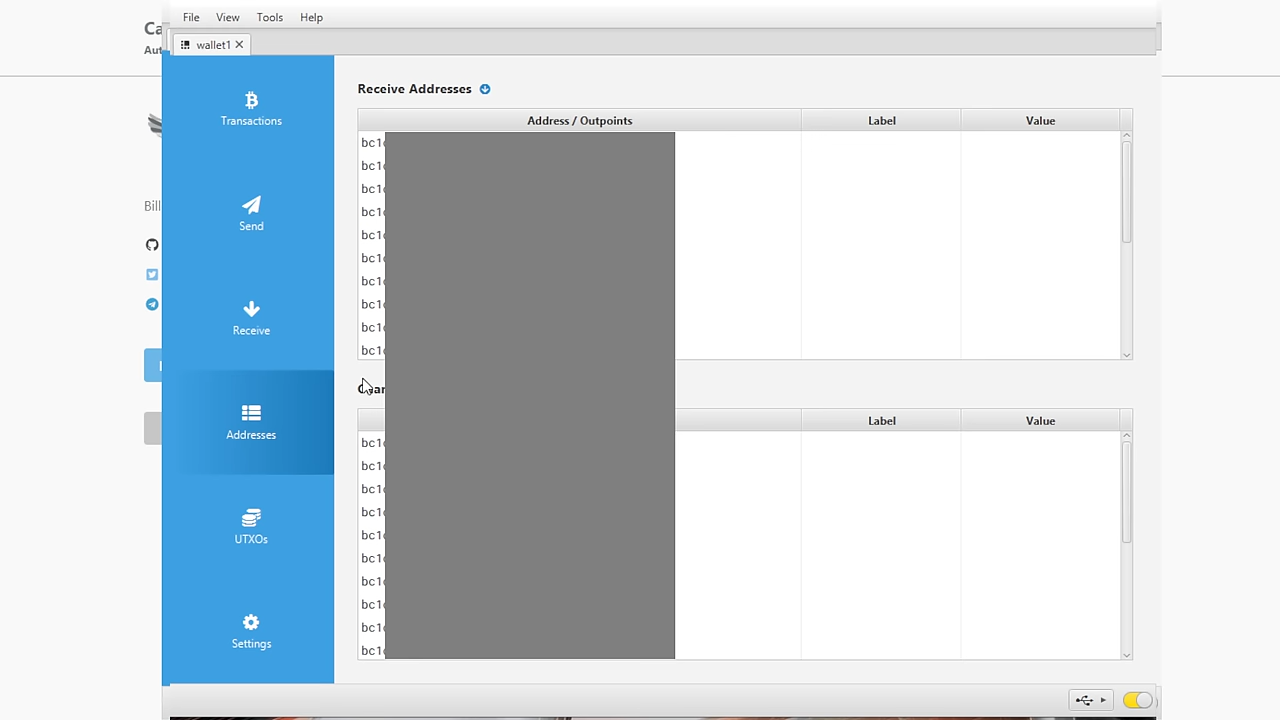 File View Tools Help
wallet1
Transactions
Send
Receive
Addresses
UTXOs
Settings
Receive Addresses
Address / Outpoints Label Value
bc1
bc1
bc1
bc1
bc1
bc1
bc1
bc1
bc1
bc1
Label Value
bc1
bc1
bc1
bc1
bc1
bc1
bc1
bc1
bc1
bc1
Ca
Aut
Bill